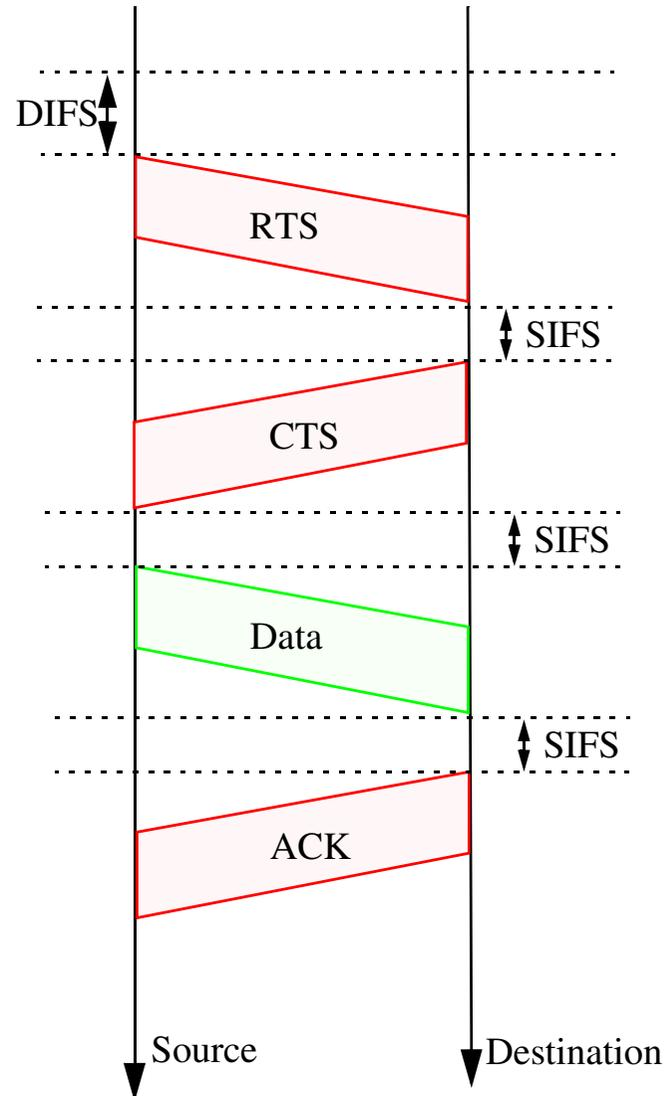 DIFS
RTS
SIFS
CTS
SIFS
Data
SIFS
ACK
Source
Destination